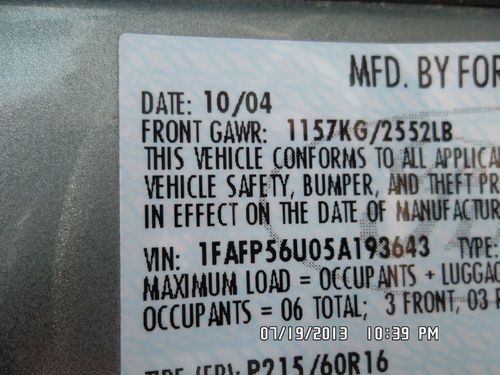 MFD. BY FOR
DATE: 10/04
FRONT GAWR: 1157KG/2552LB
THIS VEHICLE CONFORMS TO ALL APPLICA
VEHICLE SAFETY, BUMPER, AND THEFT PR
IN EFFECT ON THE DATE OF MANUFACTUR
VIN: 1FAFP56U05A193643 TYPE:
MAXIMUM LOAD = OCCUPANTS + LUGGAG
OCCUPANTS = 06 TOTAL; 3 FRONT, 03 R
07/19/2013 10:39 PM
P215/60R16